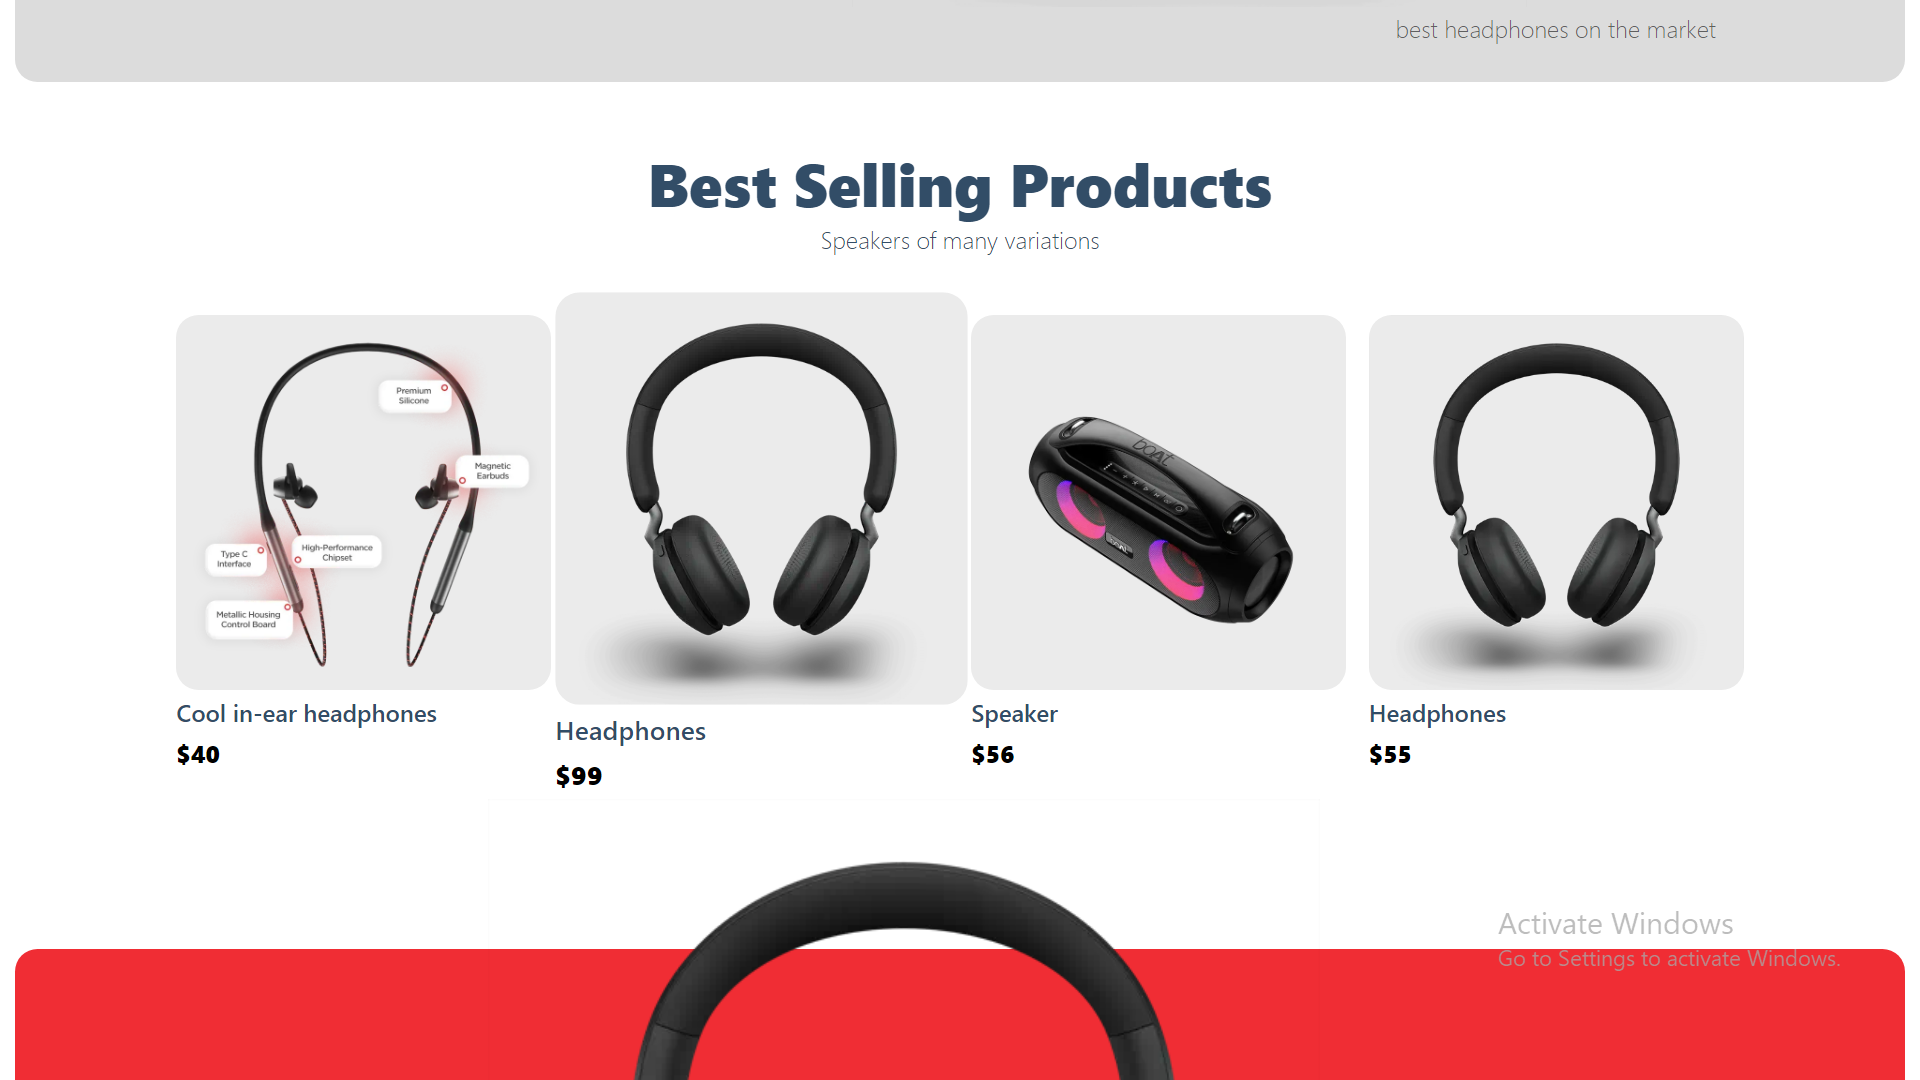 best headphones on the market
Best Selling Products
Speakers of many variations
Premium
Silicone
Magnetic
Earbuds
Type C
Interface
High-Performance
Chipset
Metallic Housing
Control Board
boAt
Cool in-ear headphones
$40
Headphones
$99
Speaker
$56
Headphones
$55
Activate Windows
Go to Settings to activate Windows.